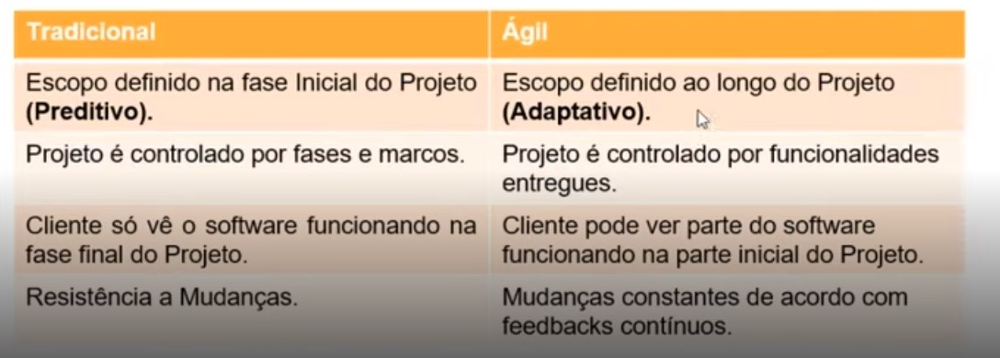 Tradicional
Ágil
Escopo definido na fase Inicial do Projeto
(Preditivo).
Escopo definido ao longo do Projeto
(Adaptativo).
Projeto é controlado por fases e marcos.
Projeto é controlado por funcionalidades
entregues.
Cliente só vê o software funcionando na
fase final do Projeto.
Cliente pode ver parte do software
funcionando na parte inicial do Projeto.
Resistência a Mudanças.
Mudanças constantes de acordo com
feedbacks contínuos.